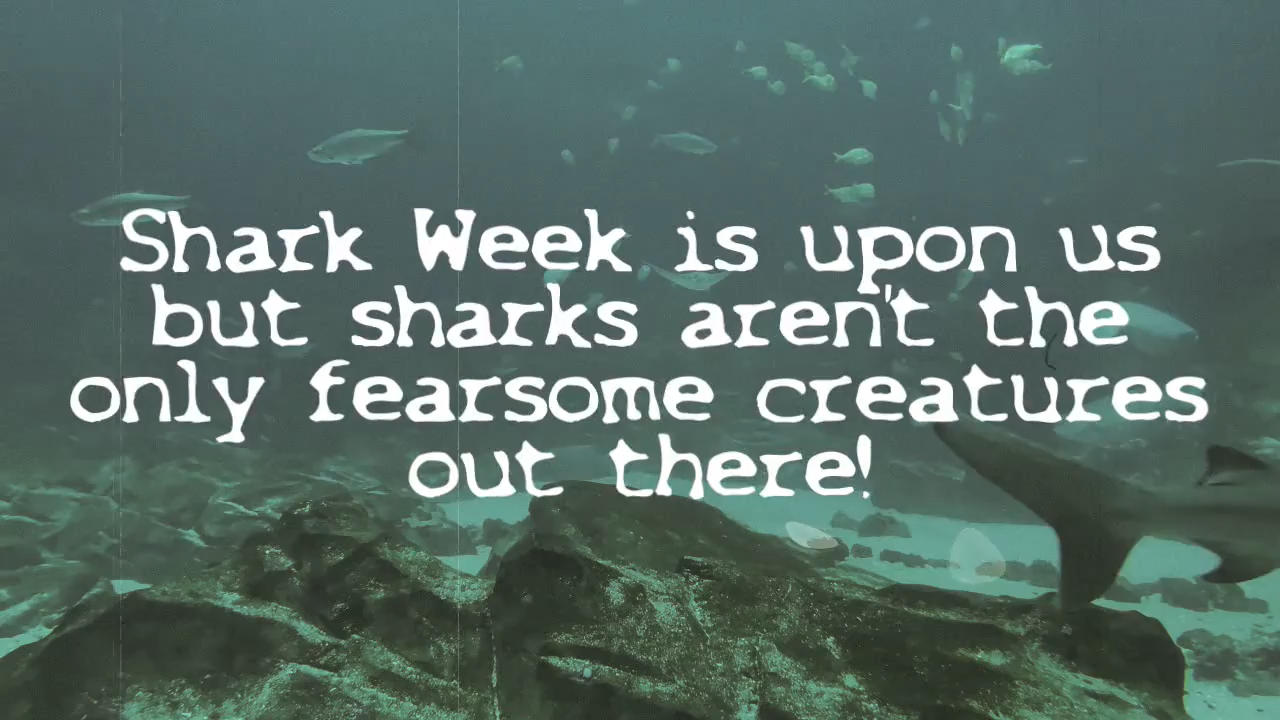 Shark Week is upon us
but sharks aren't the
only fearsome creatures
out there!